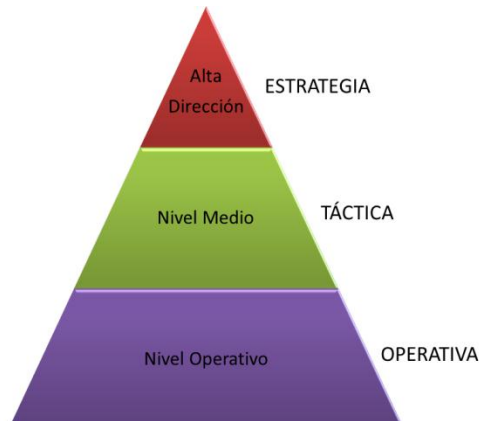 Alta
Dirección
ESTRATEGIA
Nivel Medio
TÁCTICA
Nivel Operativo
OPERATIVA